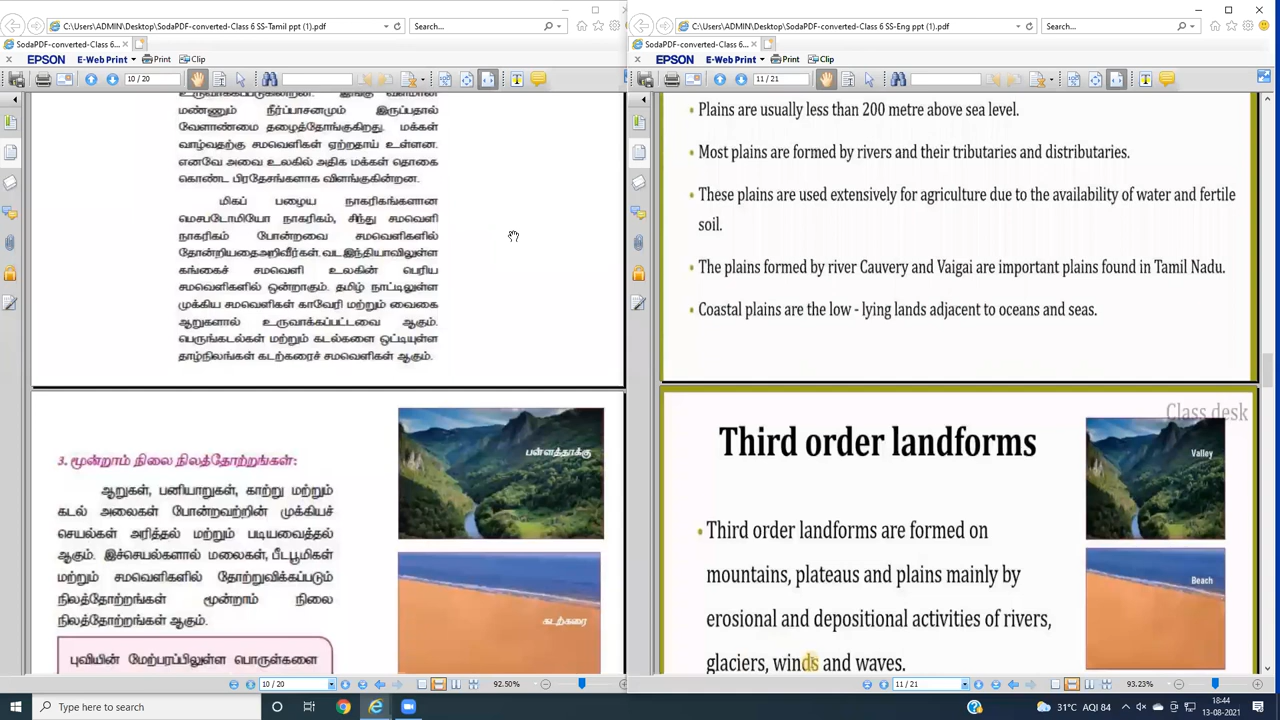 C:\Users\ADMIN\Desktop\SodaPDF-converted-Class 6 SS-Tamil ppt (1).pdf
Search...
SodaPDF-converted-Class 6...
EPSON E-Web Print Print Clip
10 / 20
மண்ணும் நீர்ப்பாசனமும் இருப்பதால்
வேளாண்மை தழைத்தோங்குகிறது. மக்கள்
வாழ்வதற்கு சமவெளிகள் ஏற்றதாய் உள்ளன.
எனவே அவை உலகில் அதிக மக்கள் தொகை
கொண்ட பிரதேசங்களாக விளங்குகின்றன.
மிகப் பழைய நாகரிகங்களான
மெசபடோமியோ நாகரிகம், சிந்து சமவெளி
நாகரிகம் போன்றவை சமவெளிகளில்
தோன்றியதை அறிவீர்கள். வட இந்தியாவிலுள்ள
கங்கைச் சமவெளி உலகின் பெரிய
சமவெளிகளில் ஒன்றாகும். தமிழ் நாட்டிலுள்ள
முக்கிய சமவெளிகள் காவேரி மற்றும் வைகை
ஆறுகளால் உருவாக்கப்பட்டவை ஆகும்.
பெருங்கடல்கள் மற்றும் கடல்களை ஒட்டியுள்ள
தாழ்நிலங்கள் கடற்கரைச் சமவெளிகள் ஆகும்.
3. மூன்றாம் நிலை நிலத்தோற்றங்கள்:
ஆறுகள், பனியாறுகள், காற்று மற்றும்
கடல் அலைகள் போன்றவற்றின் முக்கியச்
செயல்கள் அரித்தல் மற்றும் படியவைத்தல்
ஆகும். இச்செயல்களால் மலைகள், பீடபூமிகள்
மற்றும் சமவெளிகளில் தோற்றுவிக்கப்படும்
நிலத்தோற்றங்கள் மூன்றாம் நிலை
நிலத்தோற்றங்கள் ஆகும்.
புவியின் மேற்பரப்பிலுள்ள பொருள்களை
பள்ளத்தாக்கு
கடற்கரை
10 / 20
92.50%
C:\Users\ADMIN\Desktop\SodaPDF-converted-Class 6 SS-Eng ppt (1).pdf
Search...
SodaPDF-converted-Class 6...
EPSON E-Web Print Print Clip
11 / 21
• Plains are usually less than 200 metre above sea level.
• Most plains are formed by rivers and their tributaries and distributaries.
• These plains are used extensively for agriculture due to the availability of water and fertile
soil.
• The plains formed by river Cauvery and Vaigai are important plains found in Tamil Nadu.
• Coastal plains are the low - lying lands adjacent to oceans and seas.
Class desk
Third order landforms
• Third order landforms are formed on
mountains, plateaus and plains mainly by
erosional and depositional activities of rivers,
glaciers, winds and waves.
Valley
Beach
11 / 21
93.23%
Type here to search
31°C AQI 84
ENG
18:44
13-08-2021